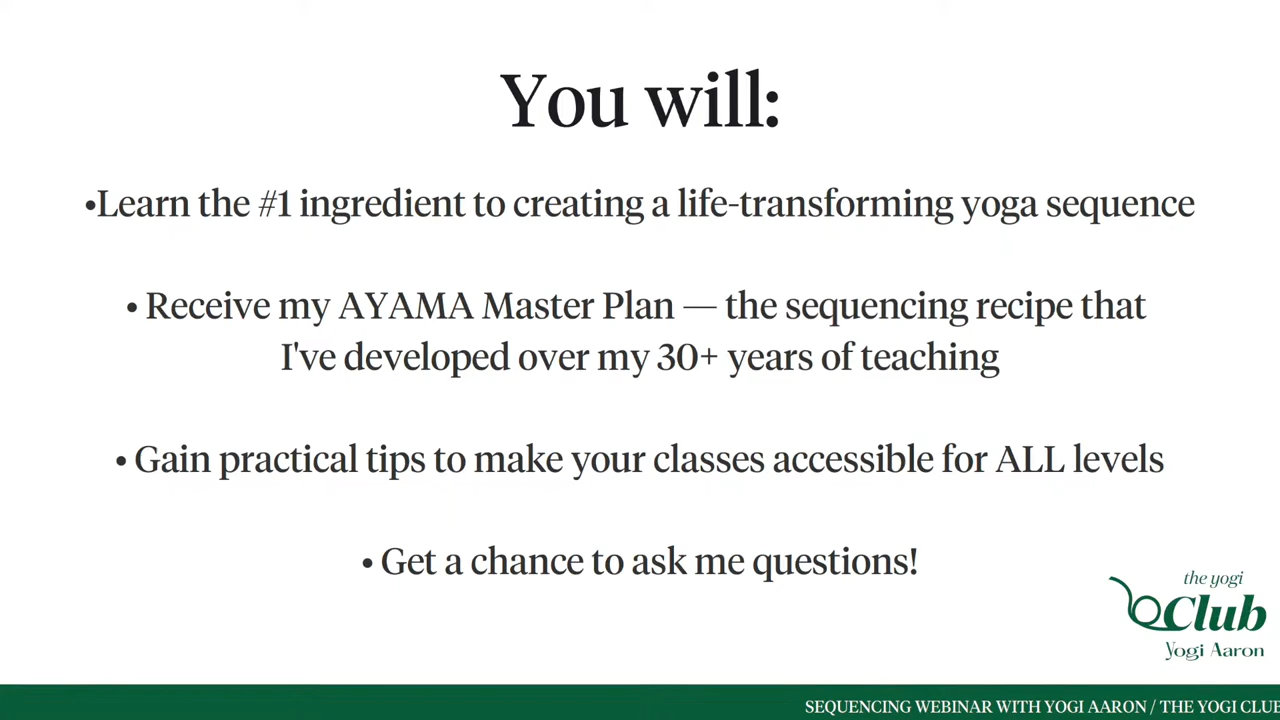 You will:
•Learn the #1 ingredient to creating a life-transforming yoga sequence
• Receive my AYAMA Master Plan — the sequencing recipe that
I've developed over my 30+ years of teaching
• Gain practical tips to make your classes accessible for ALL levels
• Get a chance to ask me questions!
the yogi
Club
Yogi Aaron
SEQUENCING WEBINAR WITH YOGI AARON / THE YOGI CLUB